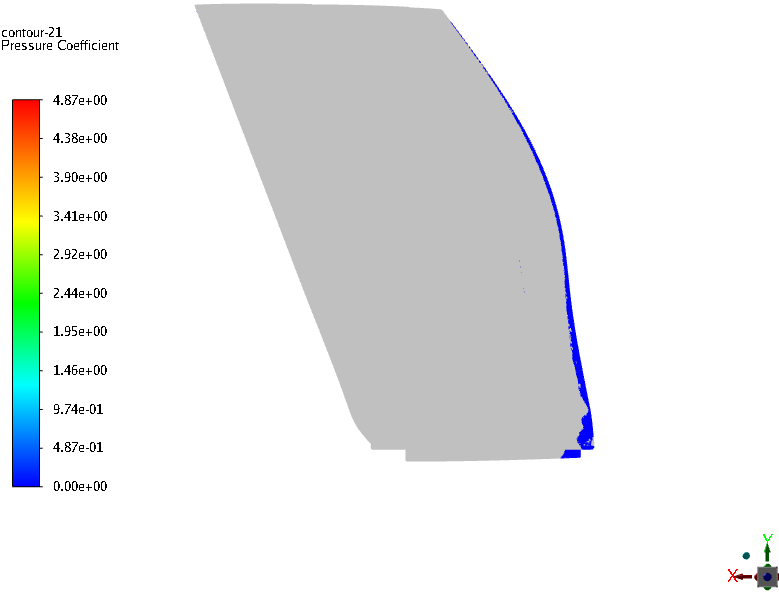 contour-21
Pressure Coefficient
4.87e+00
4.38e+00
3.90e+00
3.41e+00
2.92e+00
2.44e+00
1.95e+00
1.46e+00
9.74e-01
4.87e-01
0.00e+00
Y
X